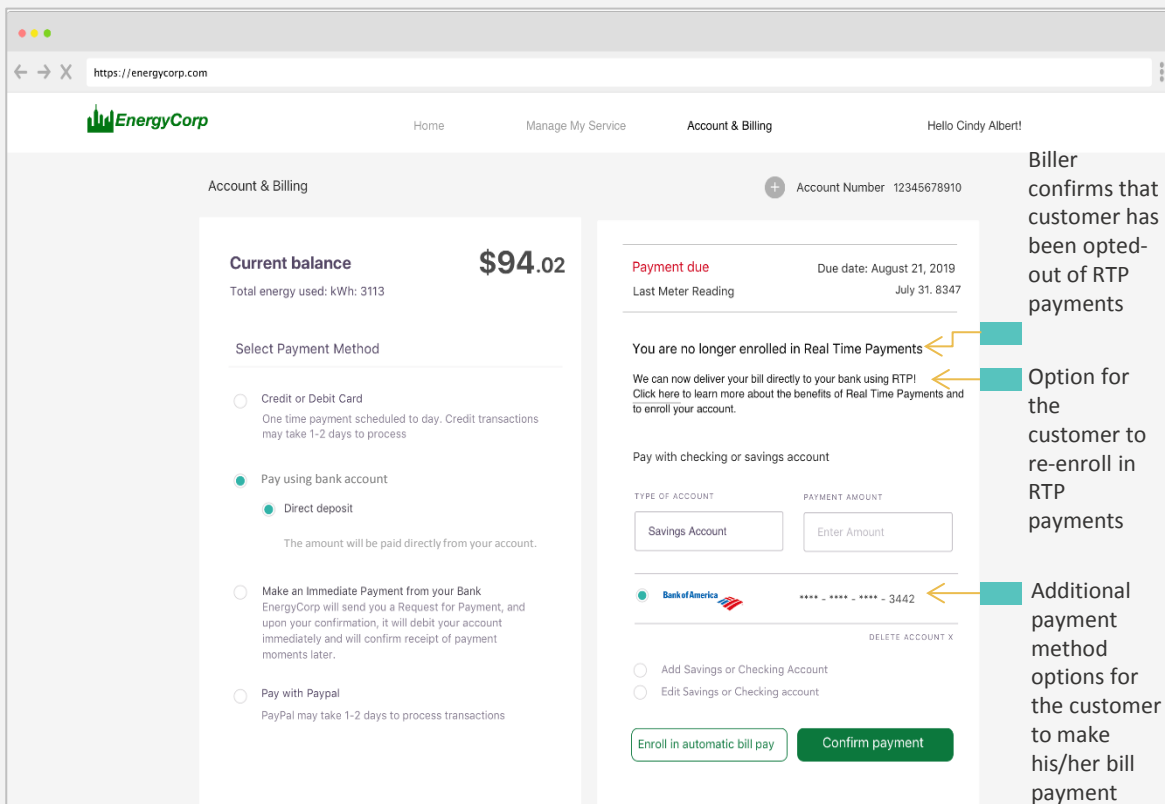 https://energycorp.com
EnergyCorp
Home
Manage My Service
Account & Billing
Hello Cindy Albert!
Account & Billing
Account Number 12345678910
Current balance
$94.02
Total energy used: kWh: 3113
Select Payment Method
Credit or Debit Card
One time payment scheduled to day. Credit transactions
may take 1-2 days to process
Pay using bank account
Direct deposit
The amount will be paid directly from your account.
Make an Immediate Payment from your Bank
EnergyCorp will send you a Request for Payment, and
upon your confirmation, it will debit your account
immediately and will confirm receipt of payment
moments later.
Pay with Paypal
PayPal may take 1-2 days to process transactions
Payment due
Due date: August 21, 2019
Last Meter Reading
July 31. 8347
You are no longer enrolled in Real Time Payments
We can now deliver your bill directly to your bank using RTP!
Click here to learn more about the benefits of Real Time Payments and
to enroll your account.
Pay with checking or savings account
TYPE OF ACCOUNT
PAYMENT AMOUNT
Savings Account
Enter Amount
Bank of America
**** - **** - **** - 3442
DELETE ACCOUNT X
Add Savings or Checking Account
Edit Savings or Checking account
Enroll in automatic bill pay
Confirm payment
Biller
confirms that
customer has
been opted-
out of RTP
payments
Option for
the
customer to
re-enroll in
RTP
payments
Additional
payment
method
options for
the customer
to make
his/her bill
payment